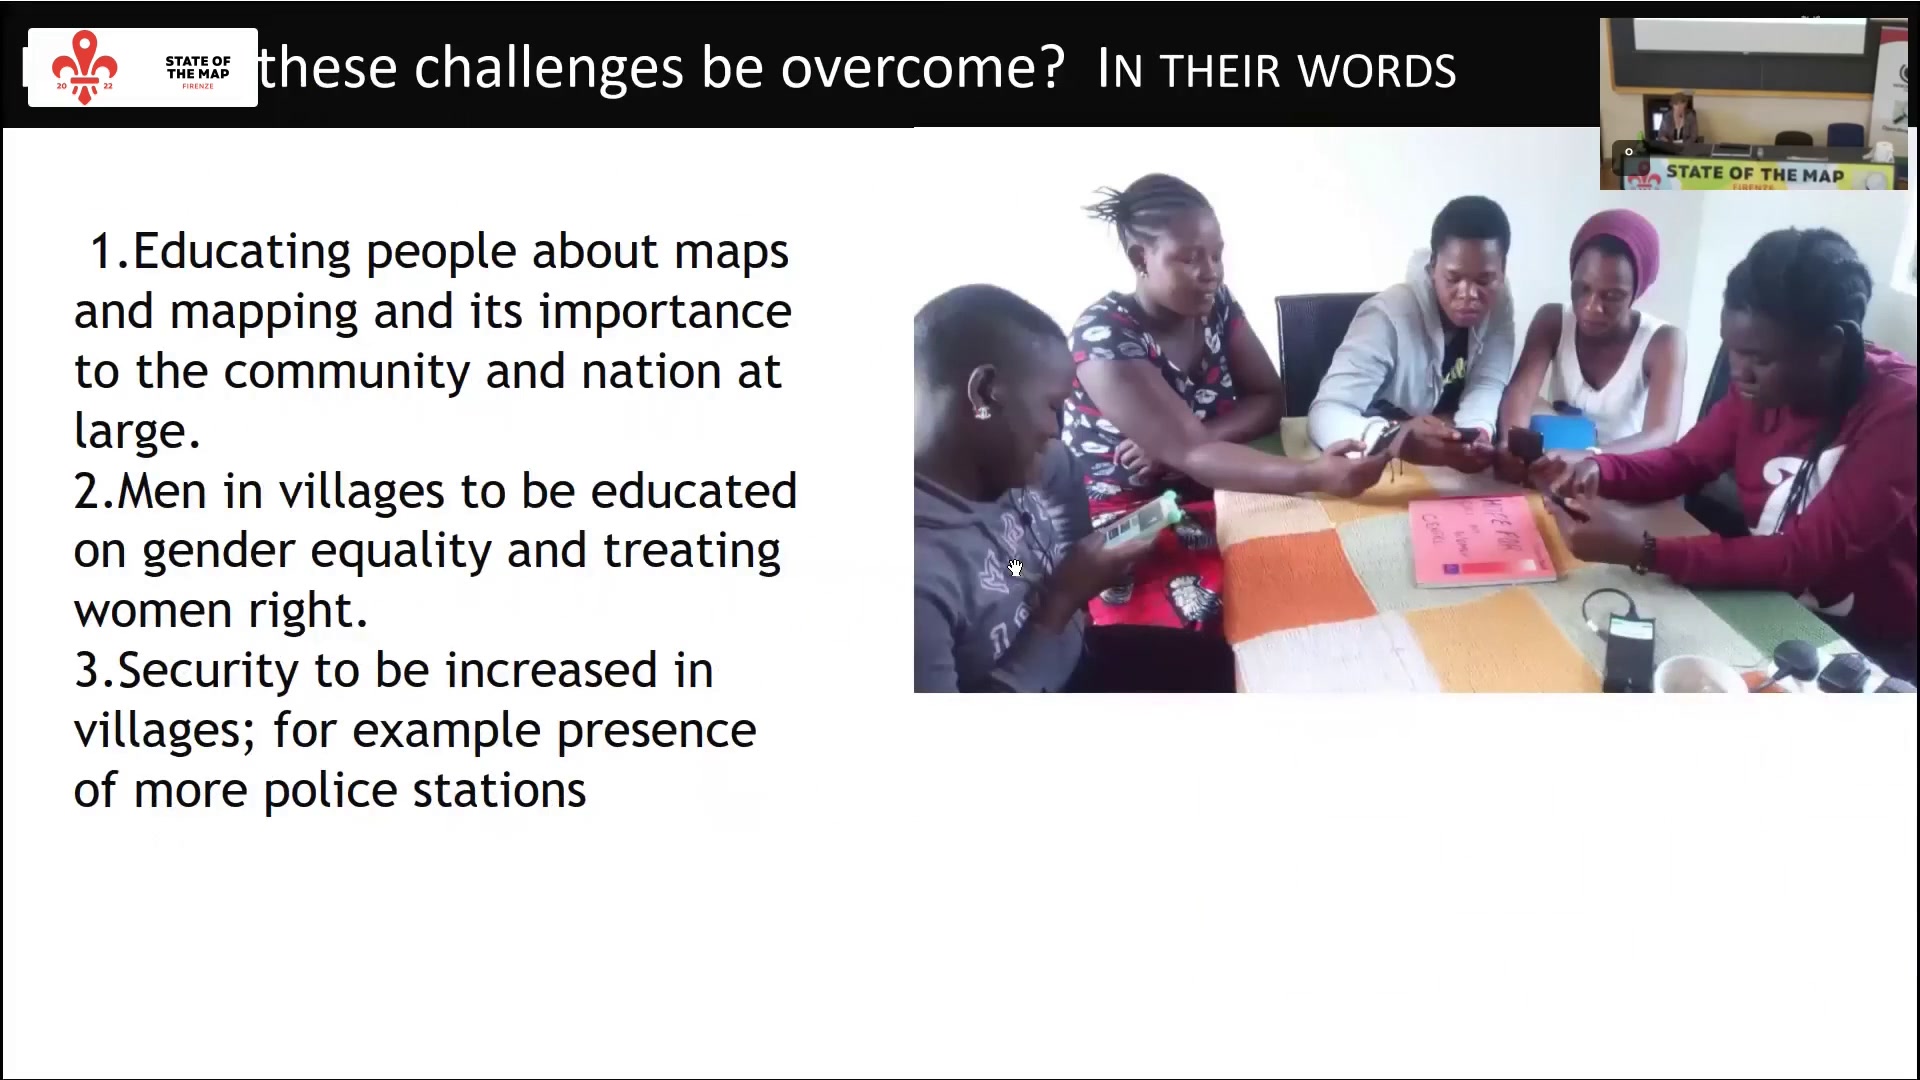 STATE OF
THE MAP
FIRENZE
20 22
these challenges be overcome? IN THEIR WORDS
STATE OF THE MAP
FIRENZE
1.Educating people about maps
and mapping and its importance
to the community and nation at
large.
2.Men in villages to be educated
on gender equality and treating
women right.
3.Security to be increased in
villages; for example presence
of more police stations
HOPE FOR